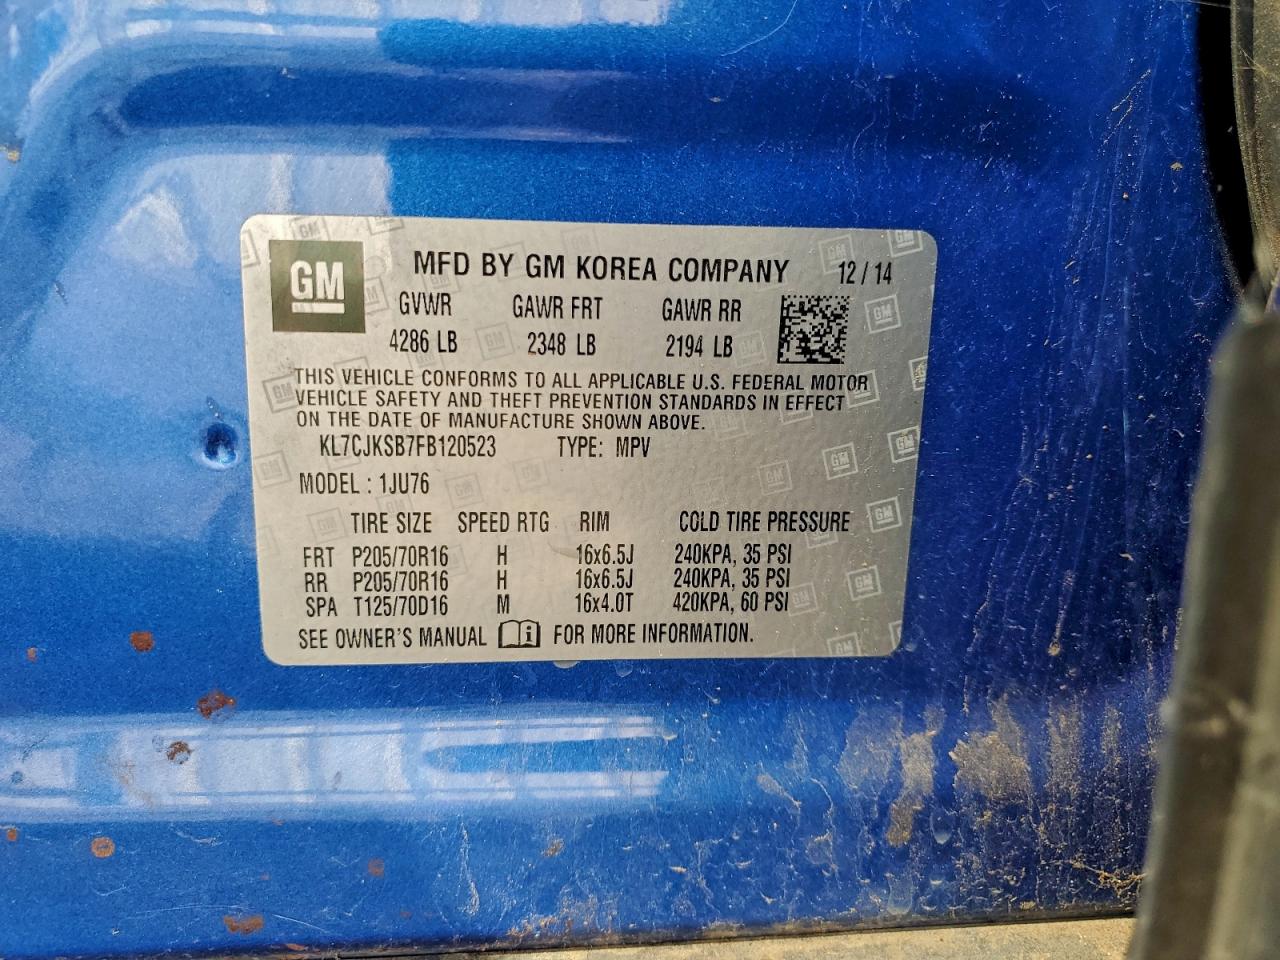 GM
MFD BY GM KOREA COMPANY 12/14
GVWR GAWR FRT GAWR RR
4286 LB 2348 LB 2194 LB
THIS VEHICLE CONFORMS TO ALL APPLICABLE U.S. FEDERAL MOTOR
VEHICLE SAFETY AND THEFT PREVENTION STANDARDS IN EFFECT
ON THE DATE OF MANUFACTURE SHOWN ABOVE.
KL7CJKSB7FB120523 TYPE: MPV
MODEL : 1JU76
TIRE SIZE SPEED RTG RIM COLD TIRE PRESSURE
FRT P205/70R16 H 16x6.5J 240KPA, 35 PSI
RR P205/70R16 H 16x6.5J 240KPA, 35 PSI
SPA T125/70D16 M 16x4.0T 420KPA, 60 PSI
SEE OWNER'S MANUAL FOR MORE INFORMATION.